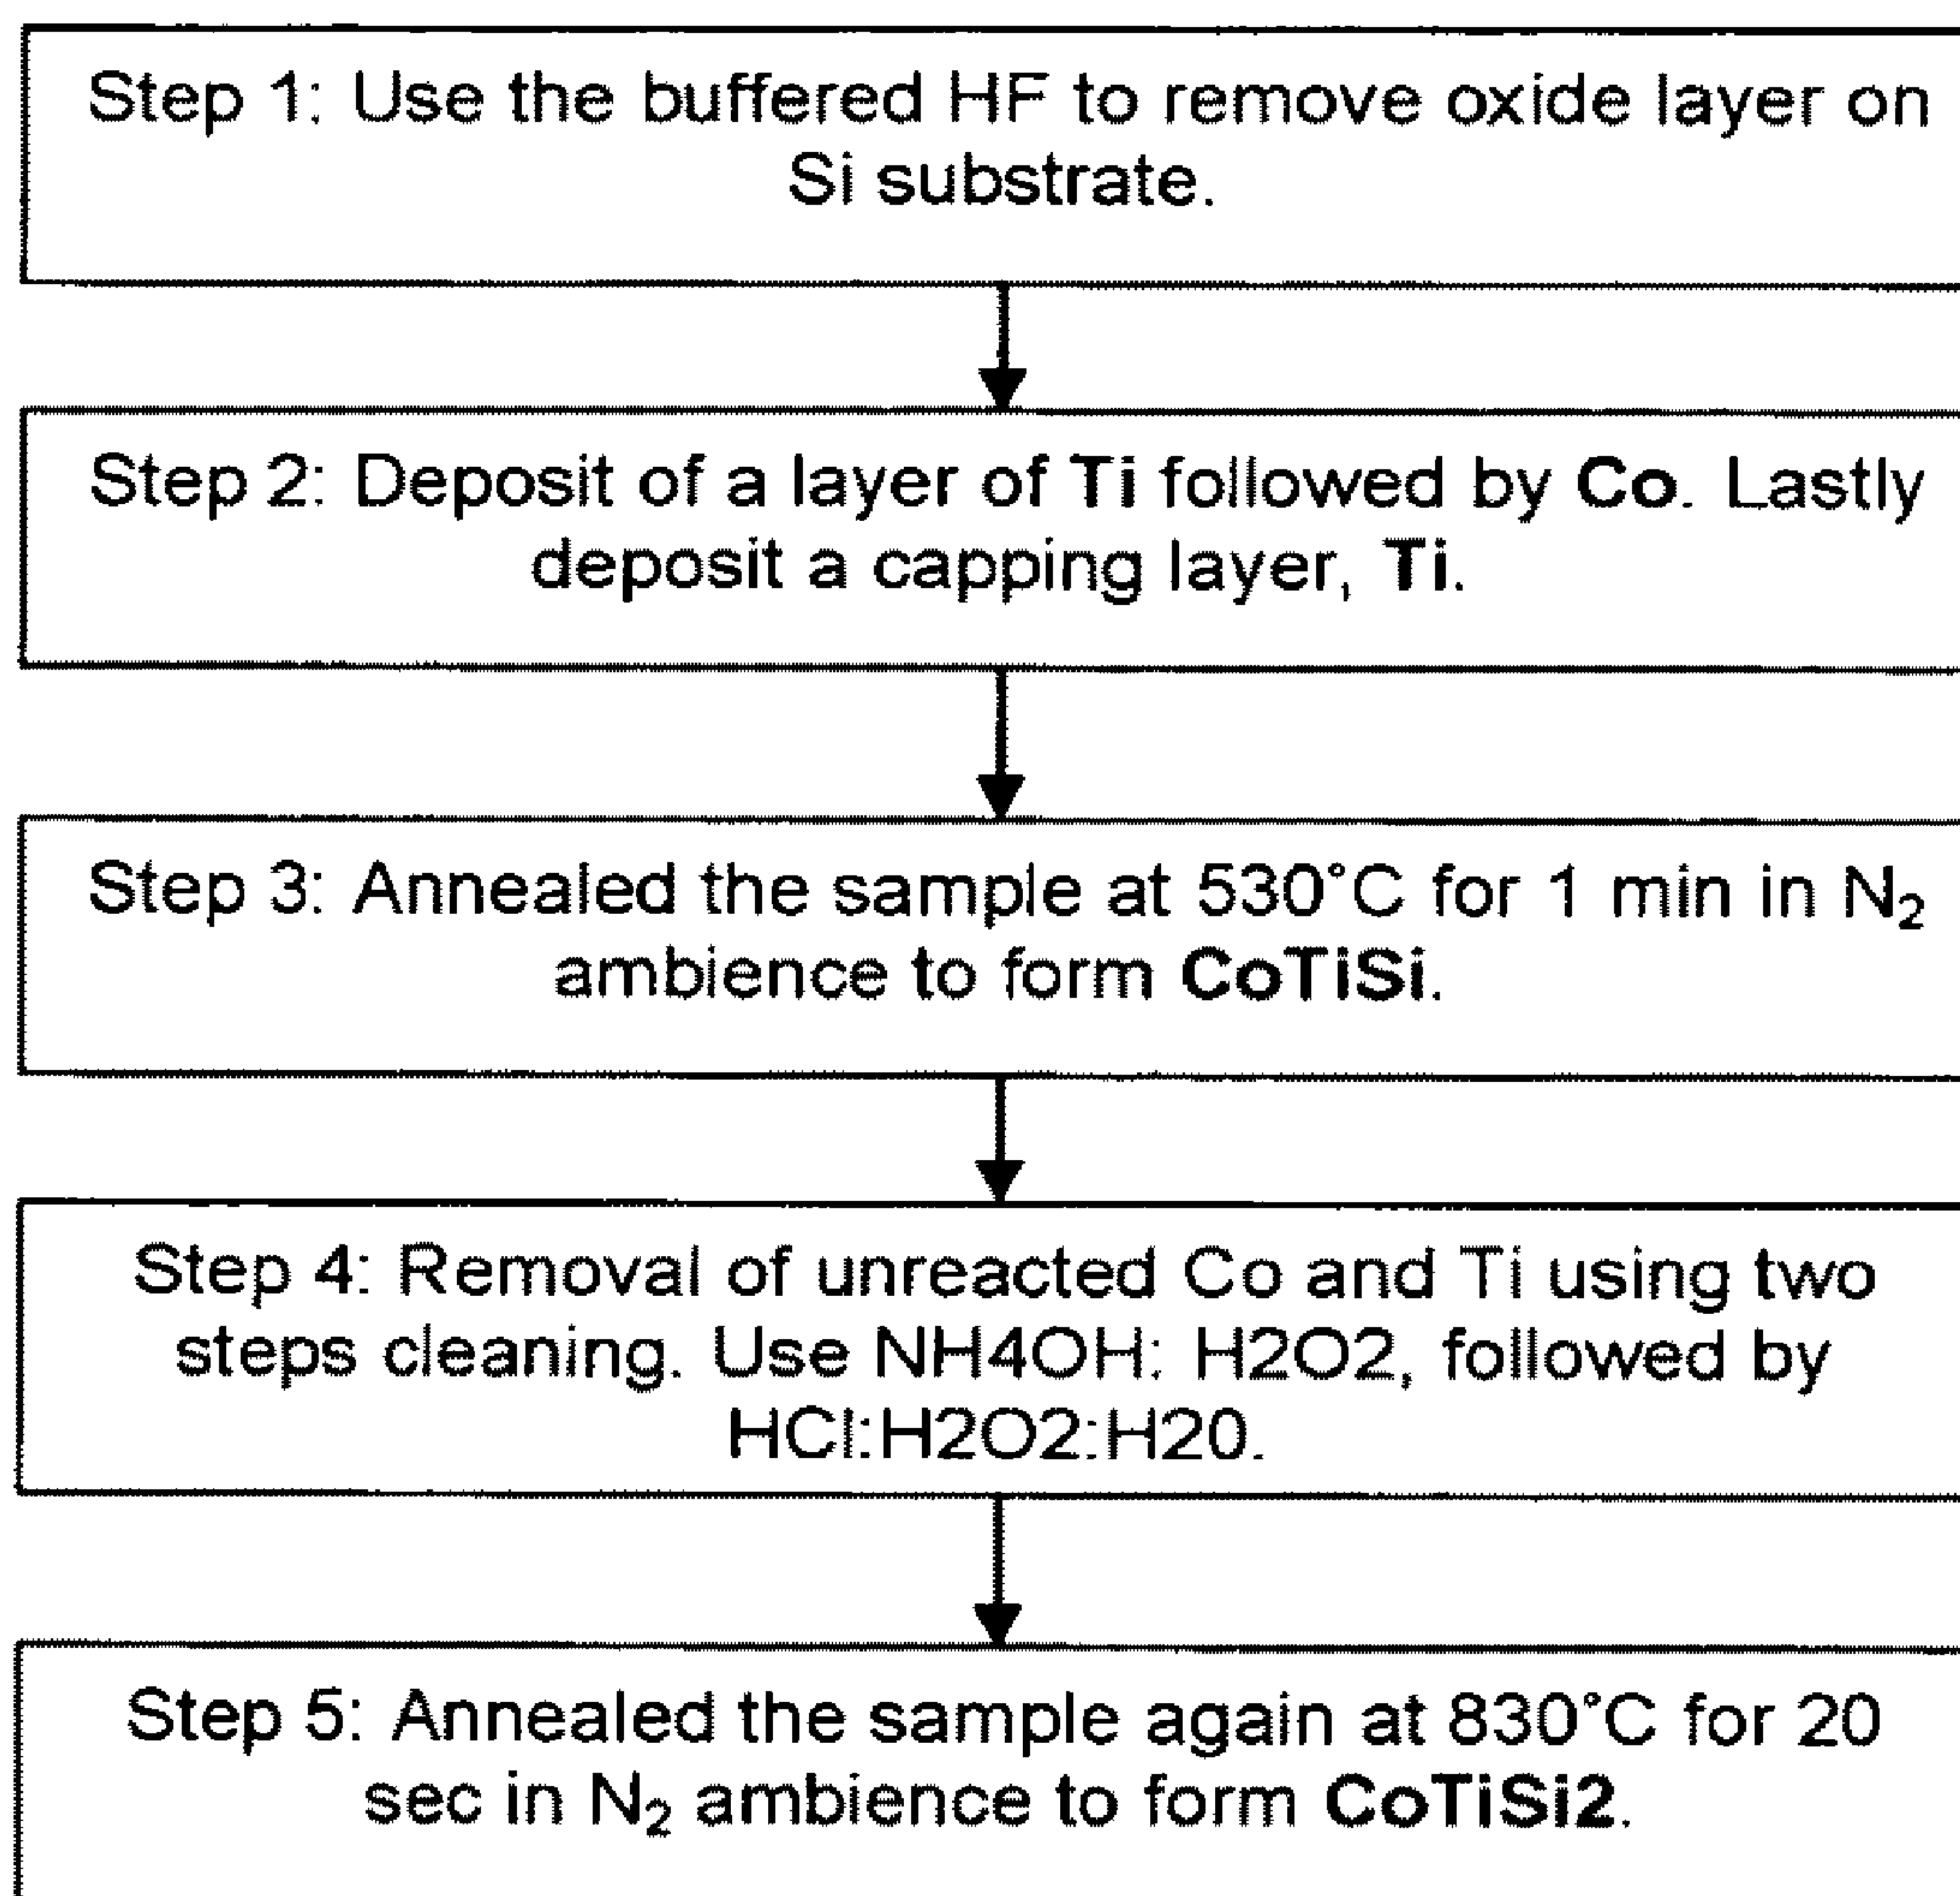 Step 1: Use the buffered HF to remove oxide layer on
Si substrate.
Step 2: Deposit of a layer of Ti followed by Co. Lastly
deposit a capping layer, Ti.
Step 3: Annealed the sample at 530°C for 1 min in N₂
ambience to form CoTiSi.
Step 4: Removal of unreacted Co and Ti using two
steps cleaning. Use NH4OH: H2O2, followed by
HCl:H2O2:H20.
Step 5: Annealed the sample again at 830°C for 20
sec in N₂ ambience to form CoTiSi2.